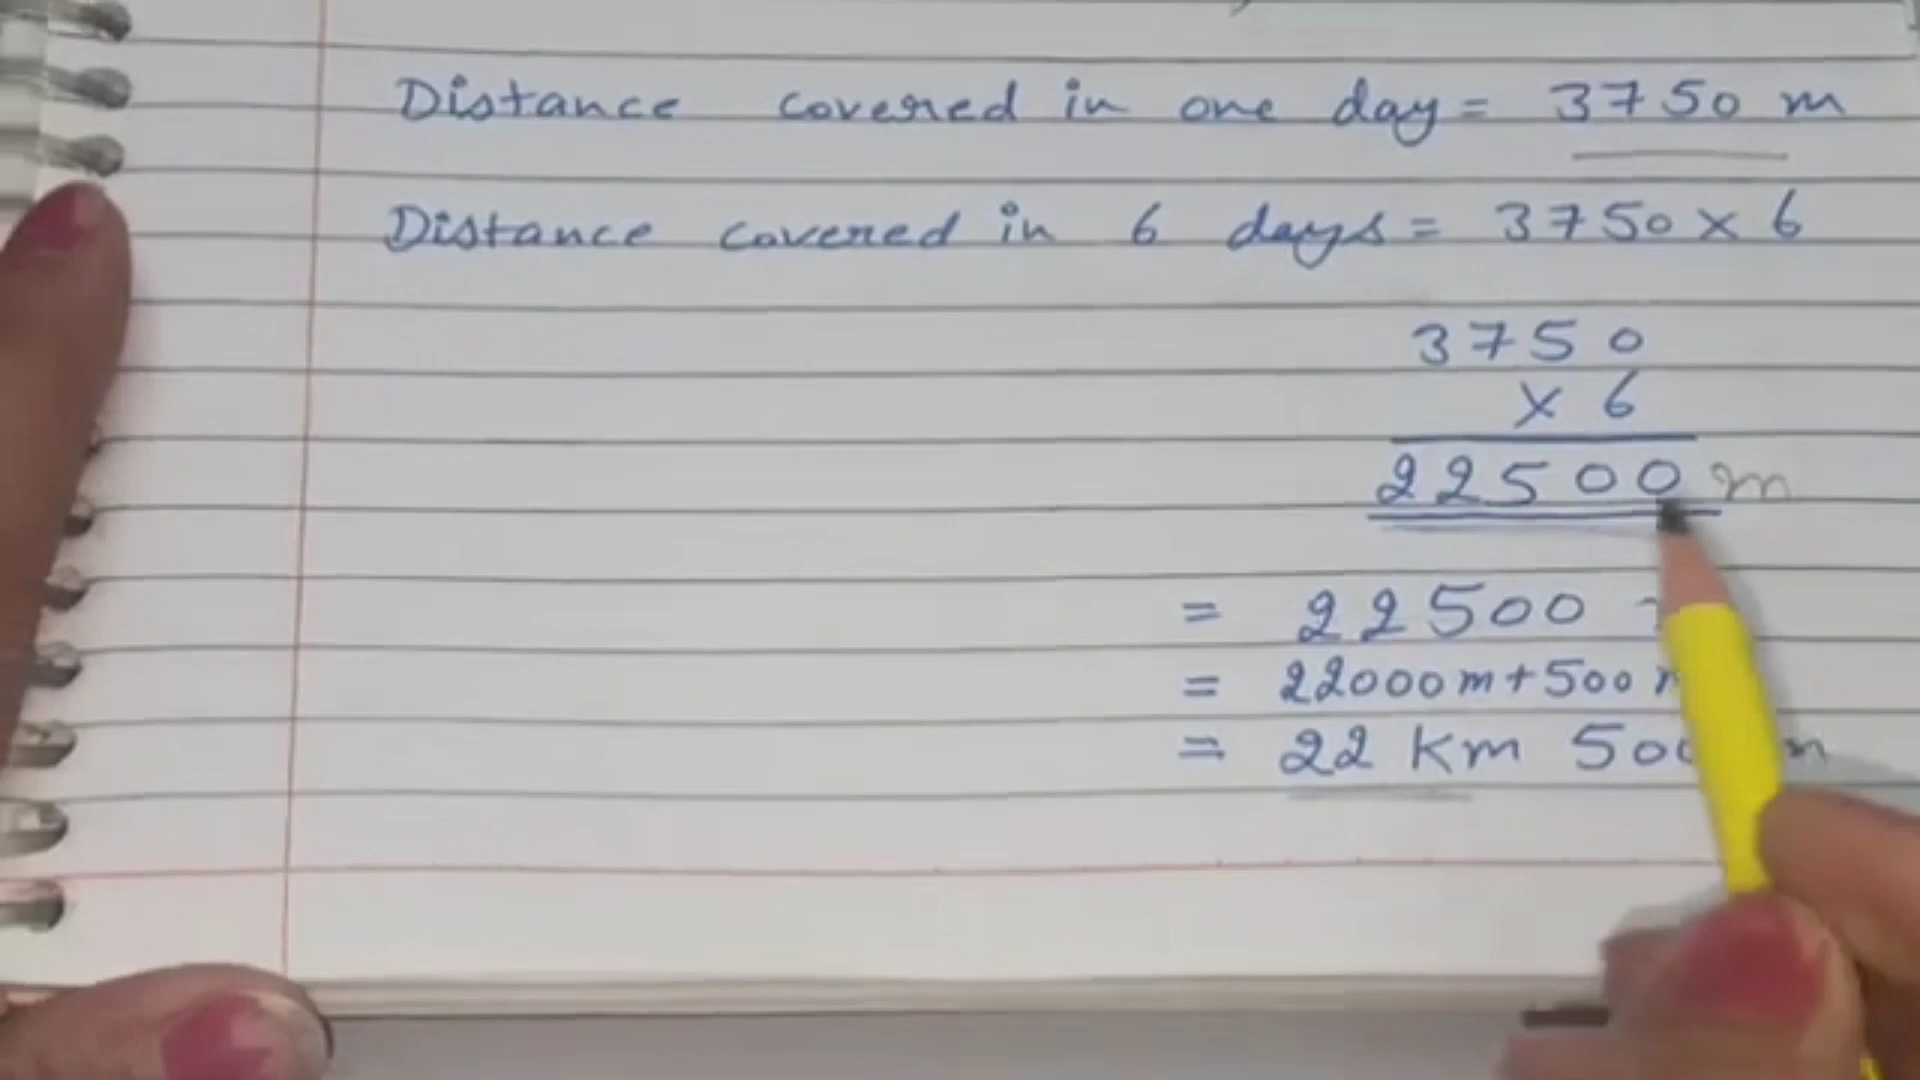 Distance covered in one day = 3750 m
Distance covered in 6 days = 3750 x 6
3750
x 6
22500 m
= 22500
= 22000m+500
= 22 Km 500 m